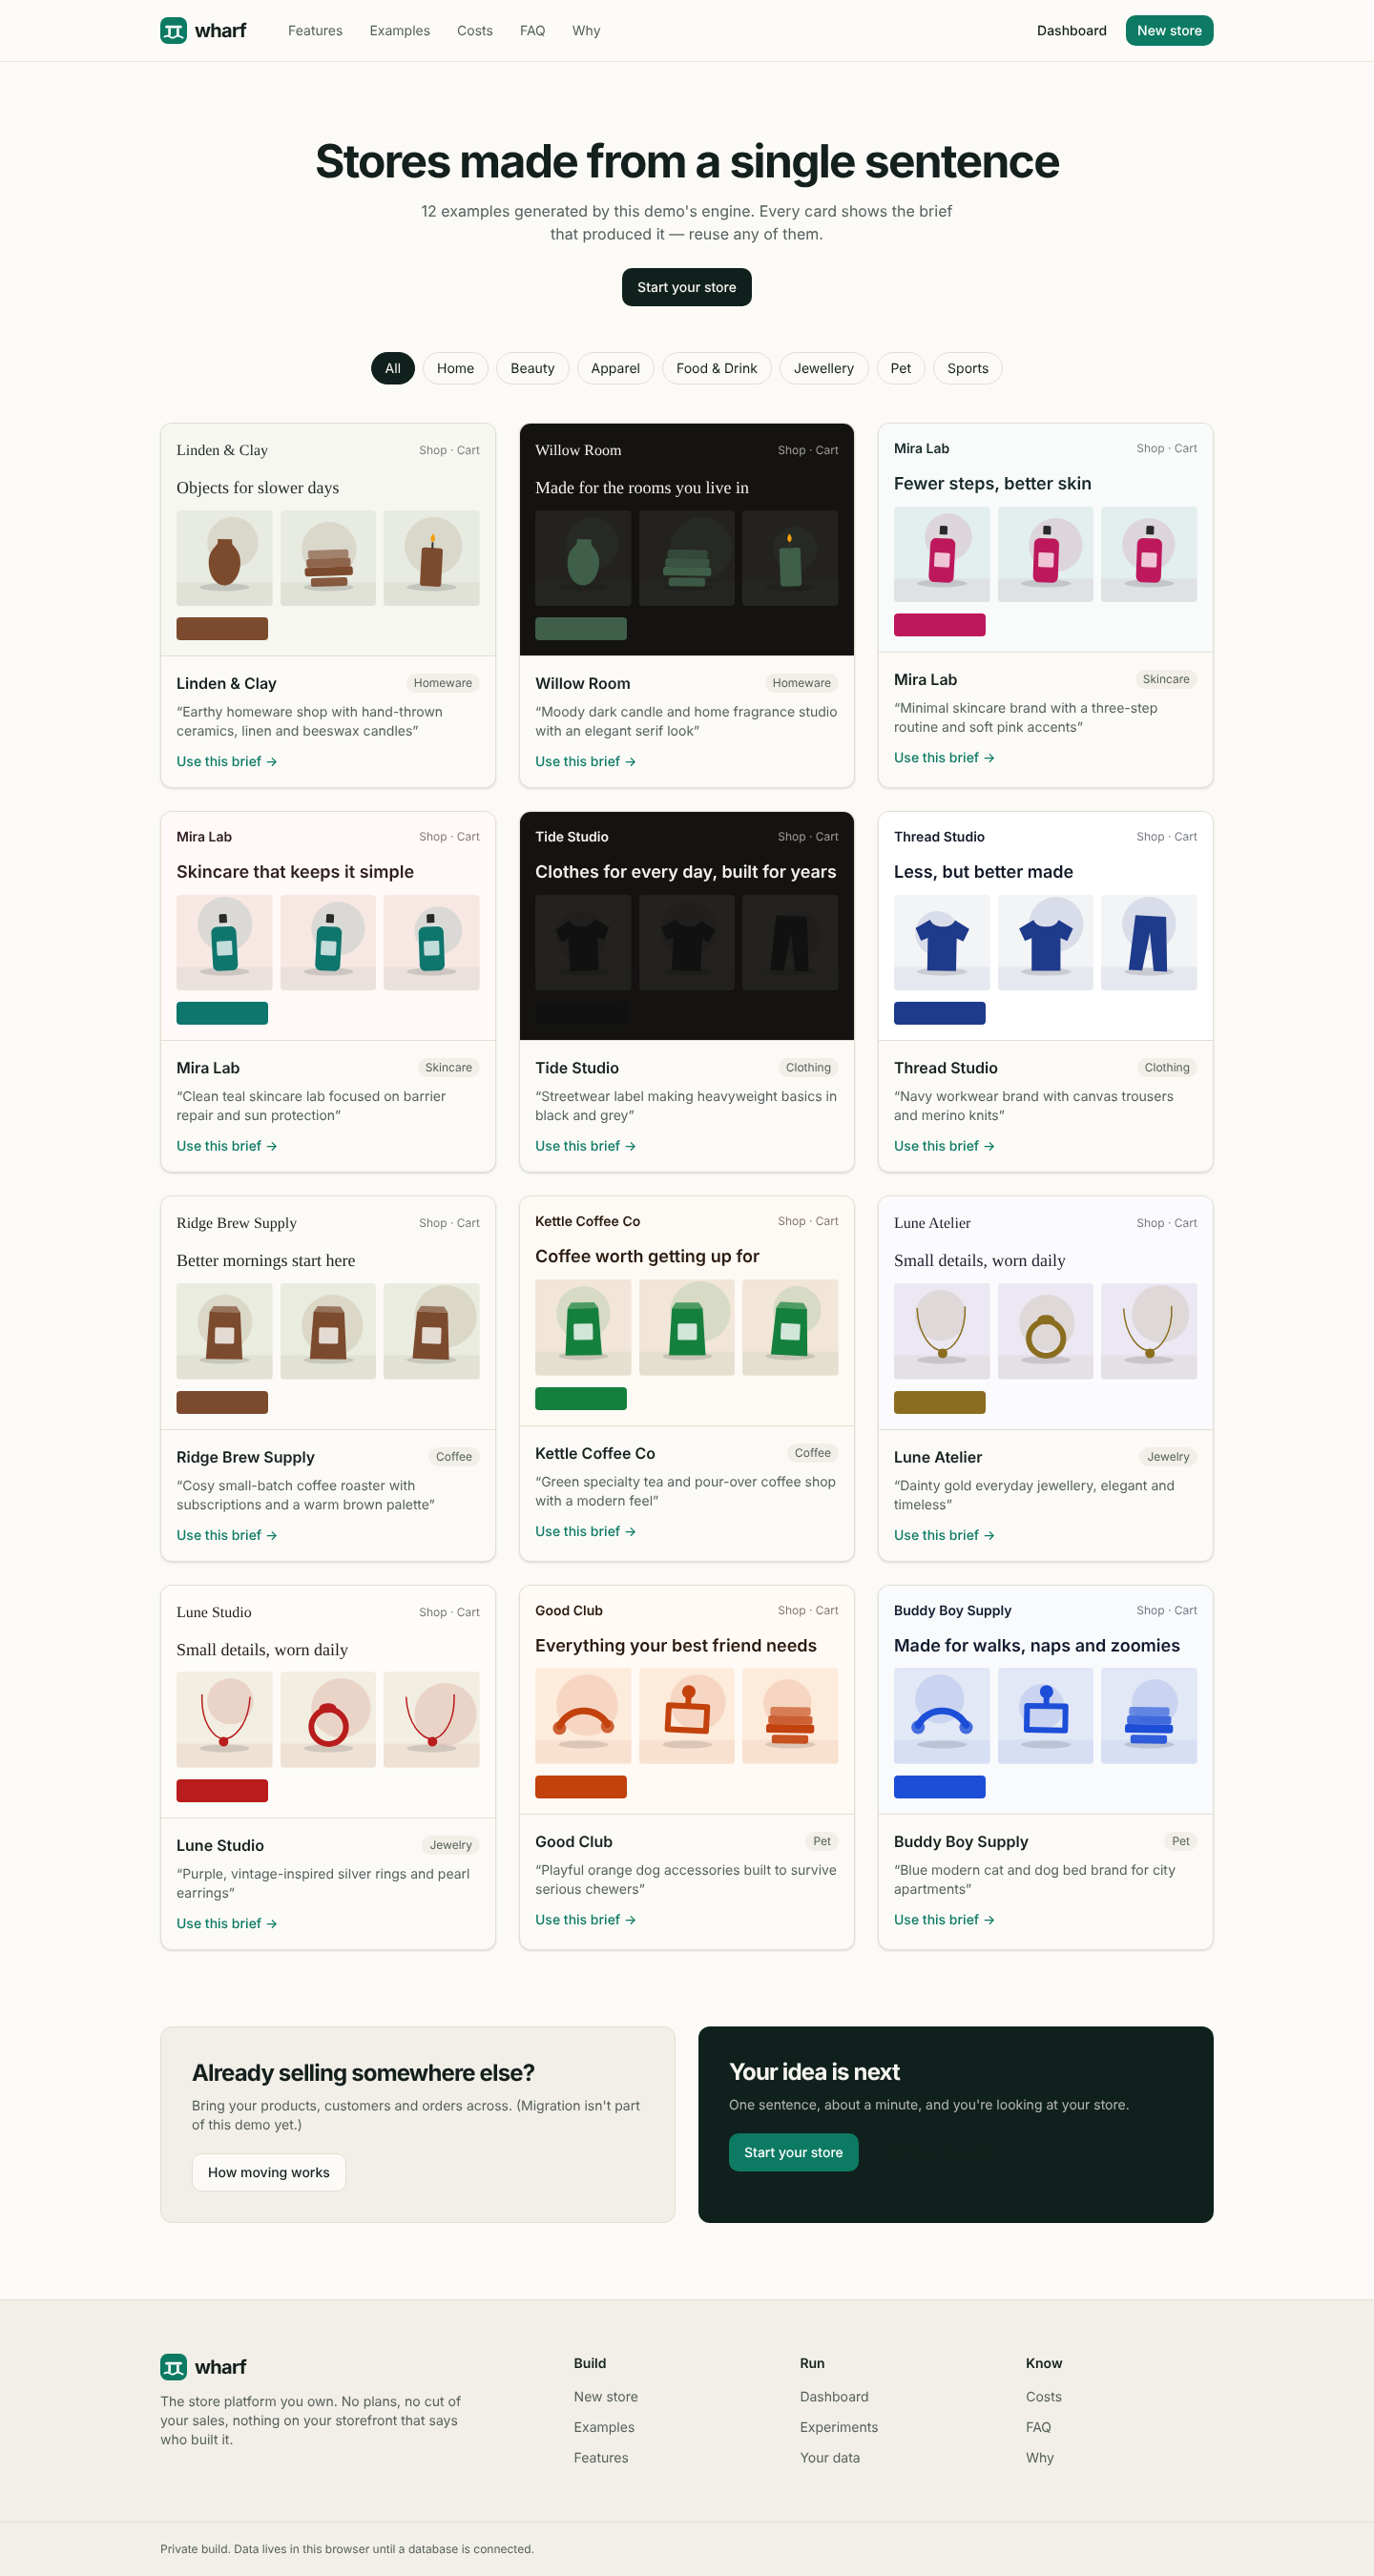 wharf
Features
Examples
Costs
FAQ
Why
Dashboard
New store
Stores made from a single sentence
12 examples generated by this demo's engine. Every card shows the brief
that produced it — reuse any of them.
Start your store
All
Home
Beauty
Apparel
Food & Drink
Jewellery
Pet
Sports
Linden & Clay
Shop · Cart
Objects for slower days
Linden & Clay
Homeware
“Earthy homeware shop with hand-thrown
ceramics, linen and beeswax candles”
Use this brief →
Willow Room
Shop · Cart
Made for the rooms you live in
Willow Room
Homeware
“Moody dark candle and home fragrance studio
with an elegant serif look”
Use this brief →
Mira Lab
Shop · Cart
Fewer steps, better skin
Mira Lab
Skincare
“Minimal skincare brand with a three-step
routine and soft pink accents”
Use this brief →
Mira Lab
Shop · Cart
Skincare that keeps it simple
Mira Lab
Skincare
“Clean teal skincare lab focused on barrier
repair and sun protection”
Use this brief →
Tide Studio
Shop · Cart
Clothes for every day, built for years
Tide Studio
Clothing
“Streetwear label making heavyweight basics in
black and grey”
Use this brief →
Thread Studio
Shop · Cart
Less, but better made
Thread Studio
Clothing
“Navy workwear brand with canvas trousers
and merino knits”
Use this brief →
Ridge Brew Supply
Shop · Cart
Better mornings start here
Ridge Brew Supply
Coffee
“Cosy small-batch coffee roaster with
subscriptions and a warm brown palette”
Use this brief →
Kettle Coffee Co
Shop · Cart
Coffee worth getting up for
Kettle Coffee Co
Coffee
“Green specialty tea and pour-over coffee shop
with a modern feel”
Use this brief →
Lune Atelier
Shop · Cart
Small details, worn daily
Lune Atelier
Jewelry
“Dainty gold everyday jewellery, elegant and
timeless”
Use this brief →
Lune Studio
Shop · Cart
Small details, worn daily
Lune Studio
Jewelry
“Purple, vintage-inspired silver rings and pearl
earrings”
Use this brief →
Good Club
Shop · Cart
Everything your best friend needs
Good Club
Pet
“Playful orange dog accessories built to survive
serious chewers”
Use this brief →
Buddy Boy Supply
Shop · Cart
Made for walks, naps and zoomies
Buddy Boy Supply
Pet
“Blue modern cat and dog bed brand for city
apartments”
Use this brief →
Already selling somewhere else?
Bring your products, customers and orders across. (Migration isn't part
of this demo yet.)
How moving works
Your idea is next
One sentence, about a minute, and you're looking at your store.
Start your store
wharf
The store platform you own. No plans, no cut of
your sales, nothing on your storefront that says
who built it.
Build
New store
Examples
Features
Run
Dashboard
Experiments
Your data
Know
Costs
FAQ
Why
Private build. Data lives in this browser until a database is connected.